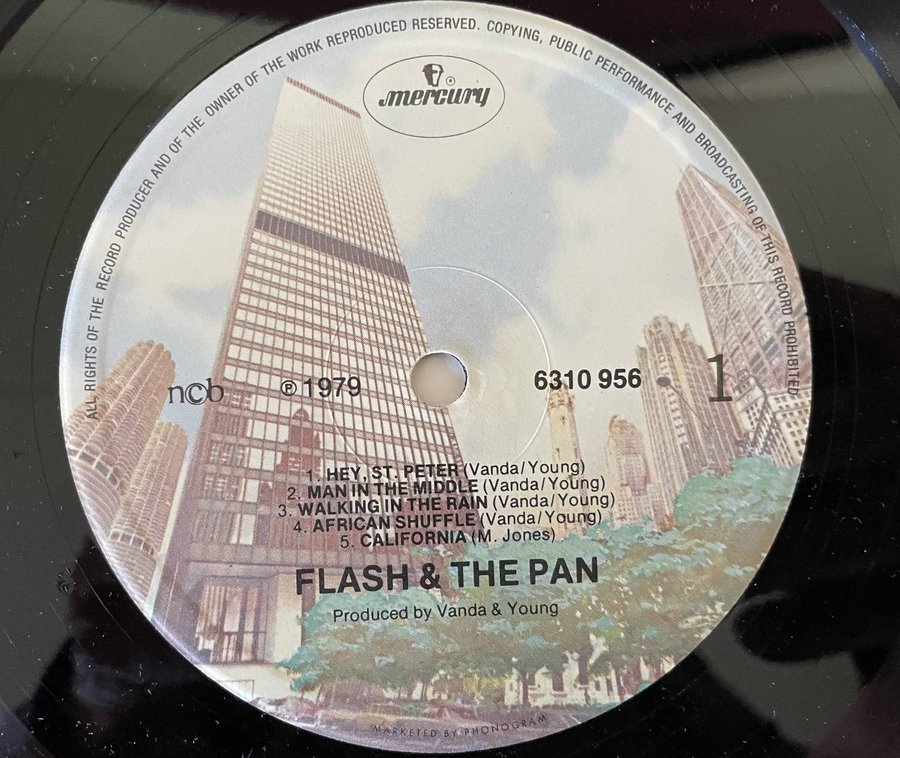 ALL RIGHTS OF THE RECORD PRODUCER AND OF THE OWNER OF THE WORK REPRODUCED RESERVED. COPYING, PUBLIC PERFORMANCE AND BROADCASTING OF THIS RECORD PROHIBITED
mercury
ncb ℗ 1979 6310 956 1
1. HEY, ST. PETER (Vanda/Young)
2. MAN IN THE MIDDLE (Vanda/Young)
3. WALKING IN THE RAIN (Vanda/Young)
4. AFRICAN SHUFFLE (Vanda/Young)
5. CALIFORNIA (M. Jones)
FLASH & THE PAN
Produced by Vanda & Young
MARKETED BY PHONOGRAM